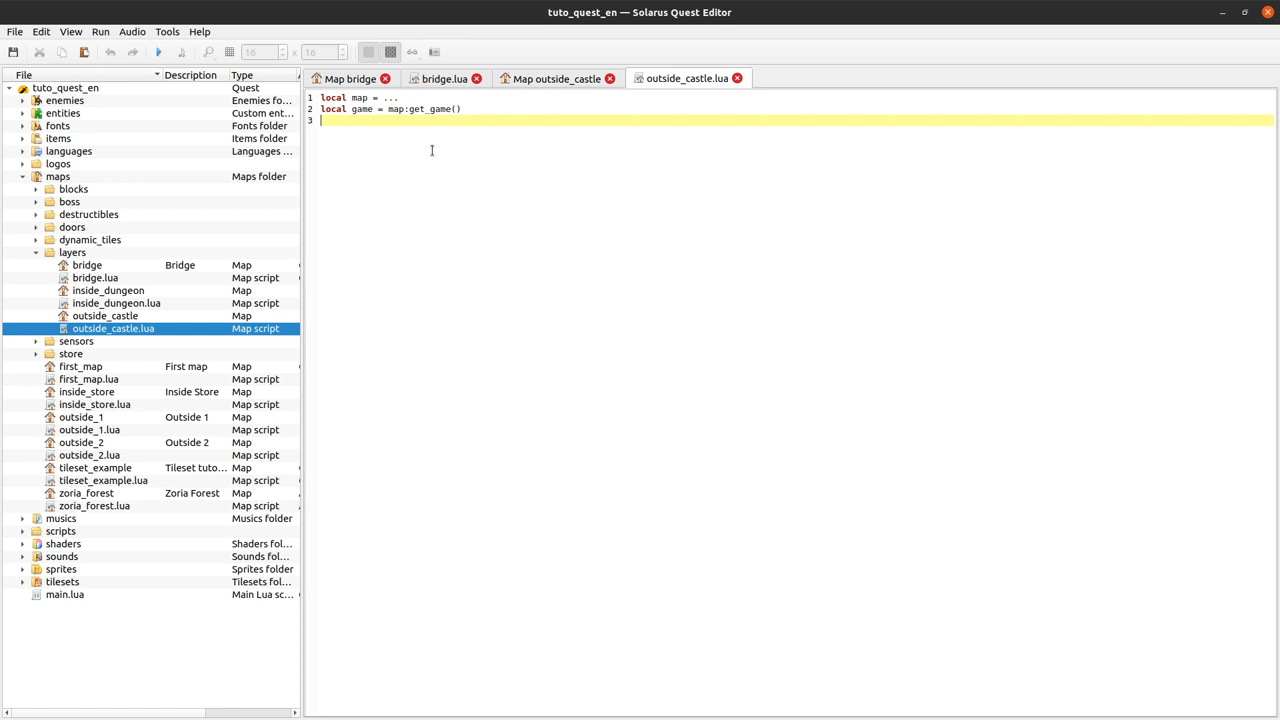 tuto_quest_en — Solarus Quest Editor
File Edit View Run Audio Tools Help
16 x 16
File Description Type
Map bridge bridge.lua Map outside_castle outside_castle.lua
tuto_quest_en Quest
enemies Enemies fo...
entities Custom ent...
fonts Fonts folder
items Items folder
languages Languages ...
logos
maps Maps folder
blocks
boss
destructibles
doors
dynamic_tiles
layers
bridge Bridge Map
bridge.lua Map script
inside_dungeon Map
inside_dungeon.lua Map script
outside_castle Map
outside_castle.lua Map script
sensors
store
first_map First map Map
first_map.lua Map script
inside_store Inside Store Map
inside_store.lua Map script
outside_1 Outside 1 Map
outside_1.lua Map script
outside_2 Outside 2 Map
outside_2.lua Map script
tileset_example Tileset tuto... Map
tileset_example.lua Map script
zoria_forest Zoria Forest Map
zoria_forest.lua Map script
musics Musics folder
scripts
shaders Shaders fol...
sounds Sounds fol...
sprites Sprites folder
tilesets Tilesets fol...
main.lua Main Lua sc...
1 local map = ...
2 local game = map:get_game()
3